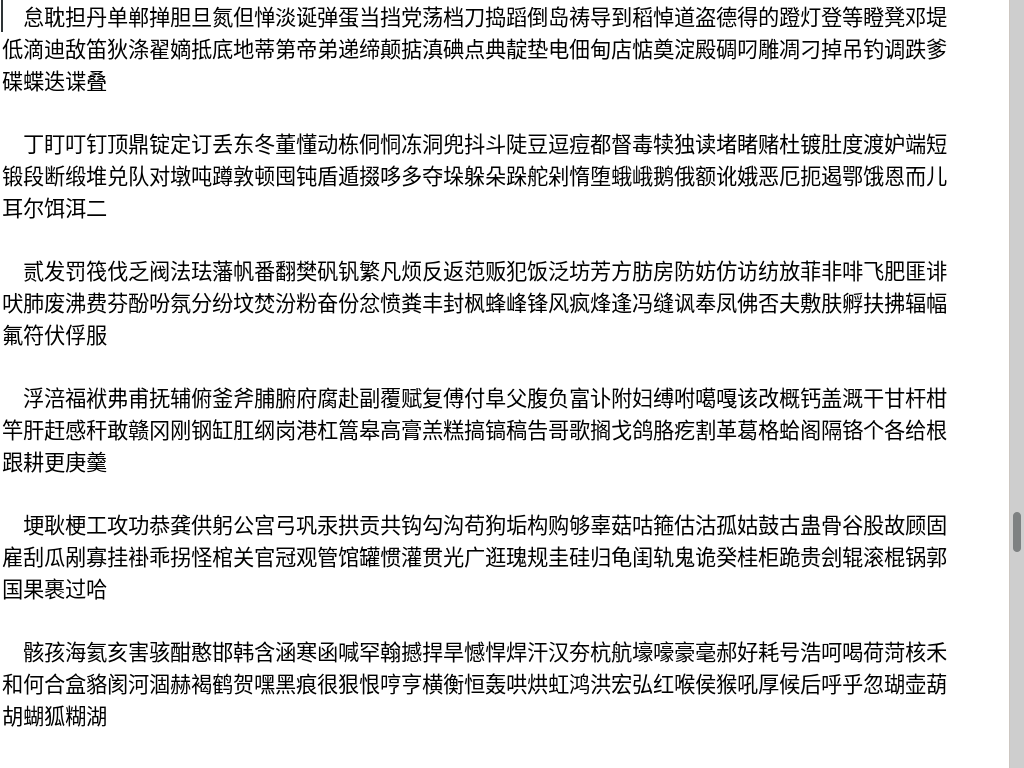 怠耽担丹单郸掸胆旦氮但惮淡诞弹蛋当挡党荡档刀捣蹈倒岛祷导到稻悼道盗德得的蹬灯登等瞪凳邓堤
低滴迪敌笛狄涤翟嫡抵底地蒂第帝弟递缔颠掂滇碘点典靛垫电佃甸店惦奠淀殿碉叼雕凋刁掉吊钓调跌爹
碟蝶迭谍叠
丁盯叮钉顶鼎锭定订丢东冬董懂动栋侗恫冻洞兜抖斗陡豆逗痘都督毒犊独读堵睹赌杜镀肚度渡妒端短
锻段断缎堆兑队对墩吨蹲敦顿囤钝盾遁掇哆多夺垛躲朵跺舵剁惰堕蛾峨鹅俄额讹娥恶厄扼遏鄂饿恩而儿
耳尔饵洱二
贰发罚筏伐乏阀法珐藩帆番翻樊矾钒繁凡烦反返范贩犯饭泛坊芳方肪房防妨仿访纺放菲非啡飞肥匪诽
吠肺废沸费芬酚吩氛分纷坟焚汾粉奋份忿愤粪丰封枫蜂峰锋风疯烽逢冯缝讽奉凤佛否夫敷肤孵扶拂辐幅
氟符伏俘服
浮涪福袱弗甫抚辅俯釜斧脯腑府腐赴副覆赋复傅付阜父腹负富讣附妇缚咐噶嘎该改概钙盖溉干甘杆柑
竿肝赶感秆敢赣冈刚钢缸肛纲岗港杠篙皋高膏羔糕搞镐稿告哥歌搁戈鸽胳疙割革葛格蛤阁隔铬个各给根
跟耕更庚羹
埂耿梗工攻功恭龚供躬公宫弓巩汞拱贡共钩勾沟苟狗垢构购够辜菇咕箍估沽孤姑鼓古蛊骨谷股故顾固
雇刮瓜剐寡挂褂乖拐怪棺关官冠观管馆罐惯灌贯光广逛瑰规圭硅归龟闺轨鬼诡癸桂柜跪贵刽辊滚棍锅郭
国果裹过哈
骸孩海氦亥害骇酣憨邯韩含涵寒函喊罕翰撼捍旱憾悍焊汗汉夯杭航壕嚎豪毫郝好耗号浩呵喝荷菏核禾
和何合盒貉阂河涸赫褐鹤贺嘿黑痕很狠恨哼亨横衡恒轰哄烘虹鸿洪宏弘红喉侯猴吼厚候后呼乎忽瑚壶葫
胡蝴狐糊湖